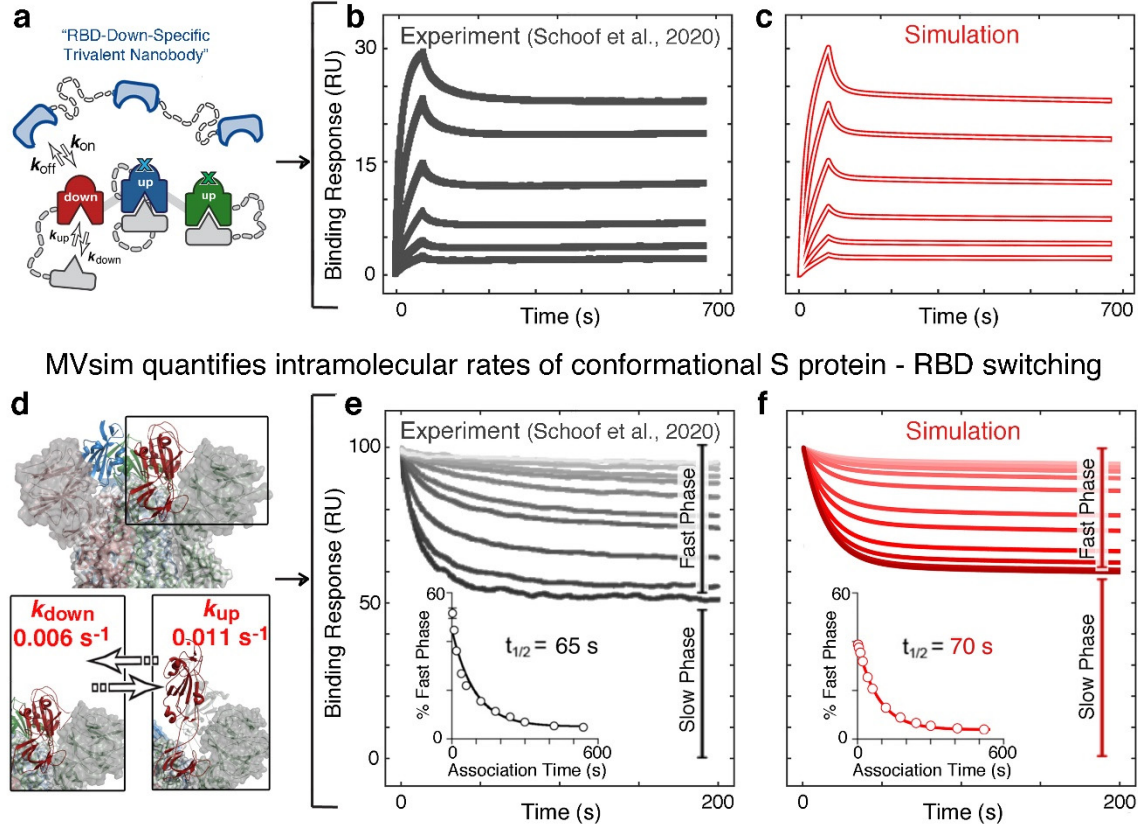 a
“RBD-Down-Specific
Trivalent Nanobody”
koff
kon
X
X
down
up
up
kup
kdown
b
Experiment (Schoof et al., 2020)
Binding Response (RU)
30
15
0
0
700
Time (s)
c
Simulation
0
700
Time (s)
MVsim quantifies intramolecular rates of conformational S protein - RBD switching
d
kdown
0.006 s-1
kup
0.011 s-1
e
Experiment (Schoof et al., 2020)
Binding Response (RU)
100
50
0
Fast Phase
Slow Phase
60
% Fast Phase
t1/2 = 65 s
0
600
Association Time (s)
0
200
Time (s)
f
Simulation
Fast Phase
Slow Phase
60
% Fast Phase
t1/2 = 70 s
0
0
600
Association Time (s)
0
200
Time (s)